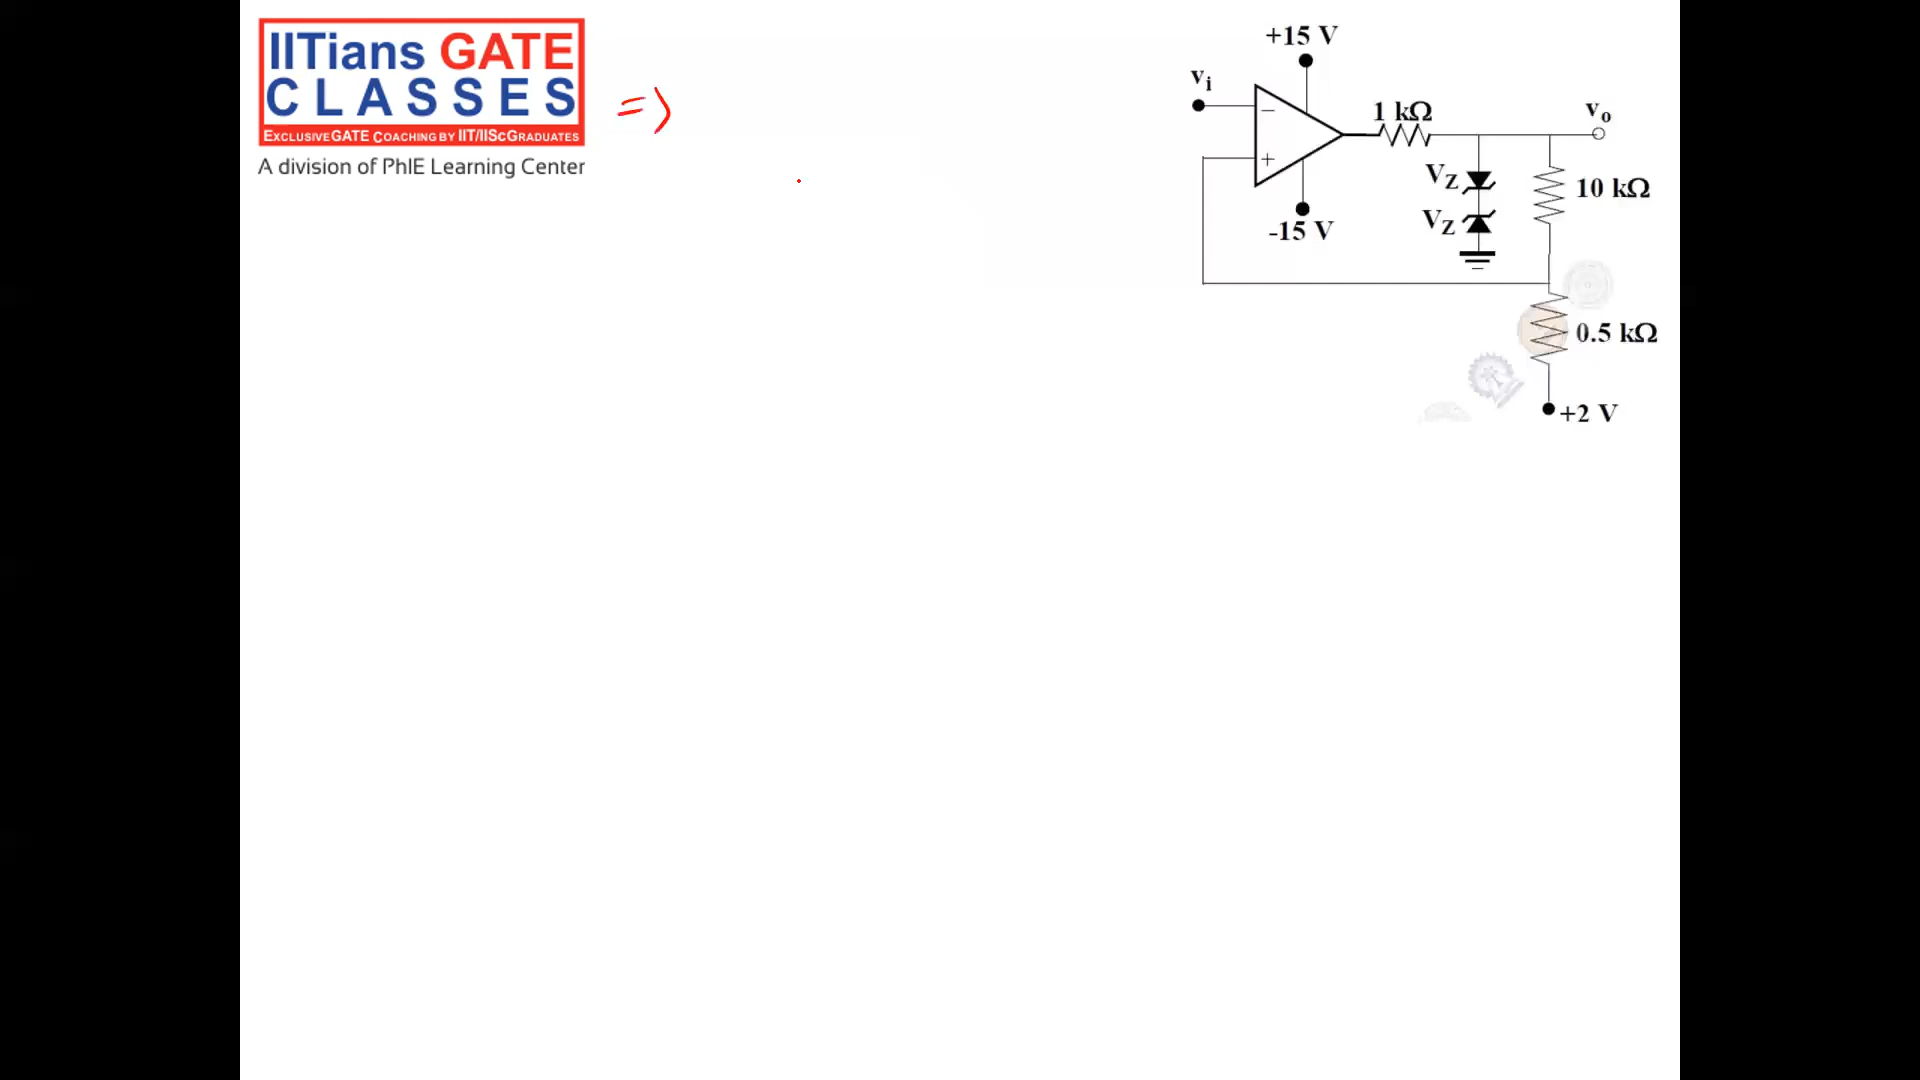 IITians GATE
CLASSES
EXCLUSIVE GATE COACHING BY IIT/IISc GRADUATES
A division of PhIE Learning Center
=>
+15 V
vi
1 kΩ
vo
−
+
VZ
10 kΩ
VZ
-15 V
0.5 kΩ
+2 V